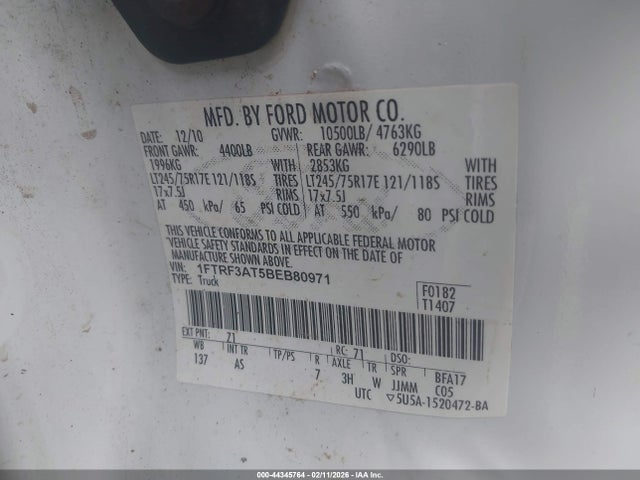 MFD. BY FORD MOTOR CO.
DATE: 12/10 GVWR: 10500LB/ 4763KG
FRONT GAWR: 4400LB REAR GAWR: 6290LB
1996KG WITH 2853KG WITH
LT245/75R17E 121/118S TIRES LT245/75R17E 121/118S TIRES
17x7.5J RIMS 17x7.5J RIMS
AT 450 kPa/ 65 PSI COLD AT 550 kPa/ 80 PSI COLD
THIS VEHICLE CONFORMS TO ALL APPLICABLE FEDERAL MOTOR
VEHICLE SAFETY STANDARDS IN EFFECT ON THE DATE OF
MANUFACTURE SHOWN ABOVE.
VIN: 1FTRF3AT5BEB80971
TYPE: Truck
F0182
T1407
EXT PNT: Z1 RC: 71 DSO:
WB INT TR TP/PS R AXLE TR SPR BFA17
137 AS 7 3H W JJMM C05
UTC ▽5U5A-1520472-BA
000-44345764 - 02/11/2026 - IAA, Inc.